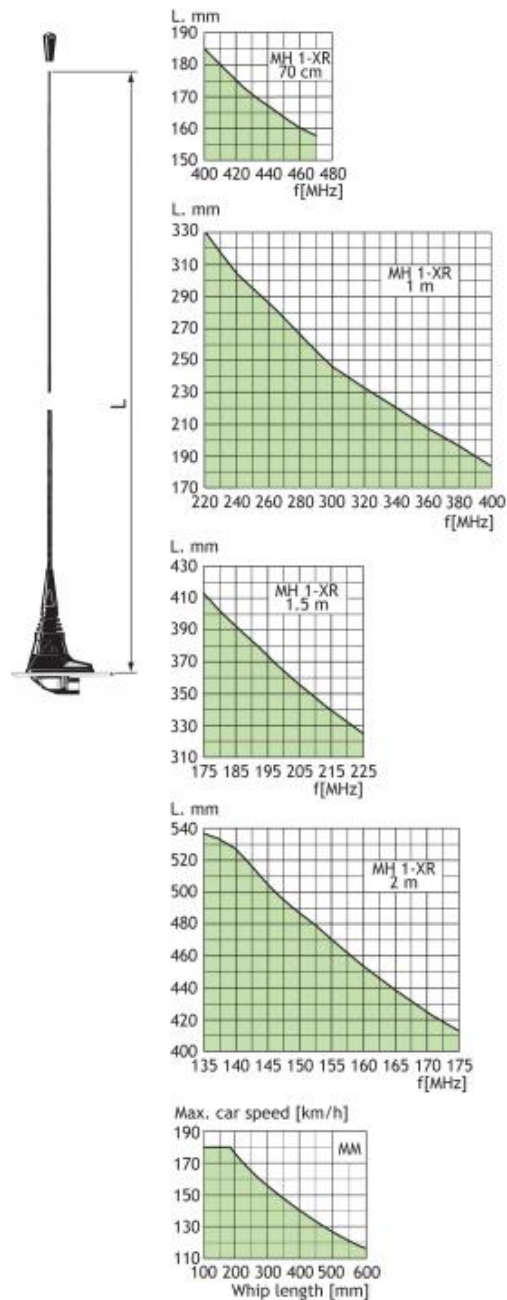 L. mm
190
180
170
160
150
MH 1-XR
70 cm
400 420 440 460 480
f[MHz]
L. mm
330
310
290
270
250
230
210
190
170
MH 1-XR
1 m
220 240 260 280 300 320 340 360 380 400
f[MHz]
L
L. mm
430
410
390
370
350
330
310
MH 1-XR
1.5 m
175 185 195 205 215 225
f[MHz]
L. mm
540
520
500
480
460
440
420
400
MH 1-XR
2 m
135 140 145 150 155 160 165 170 175
f[MHz]
Max. car speed [km/h]
190
170
150
130
110
MM
100 200 300 400 500 600
Whip length [mm]